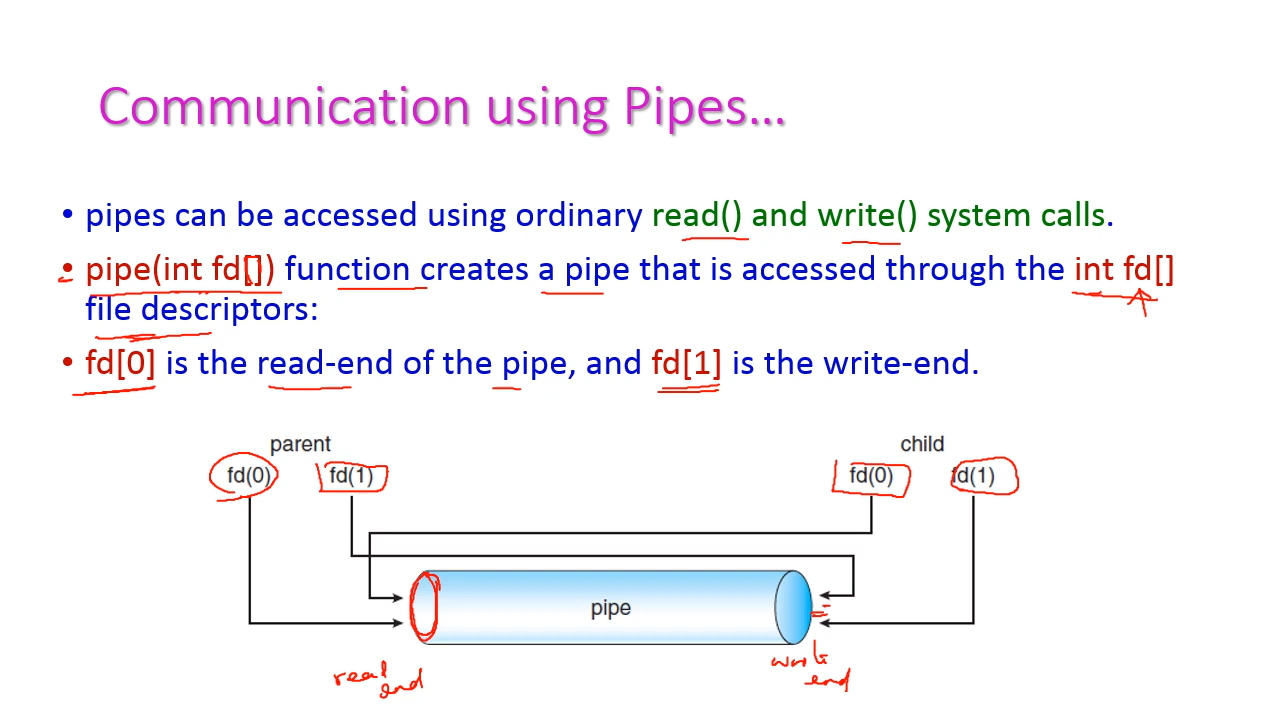 Communication using Pipes...
• pipes can be accessed using ordinary read() and write() system calls.
• pipe(int fd[]) function creates a pipe that is accessed through the int fd[]
file descriptors:
• fd[0] is the read-end of the pipe, and fd[1] is the write-end.
parent child
fd(0) fd(1) fd(0) fd(1)
pipe
read write
end end